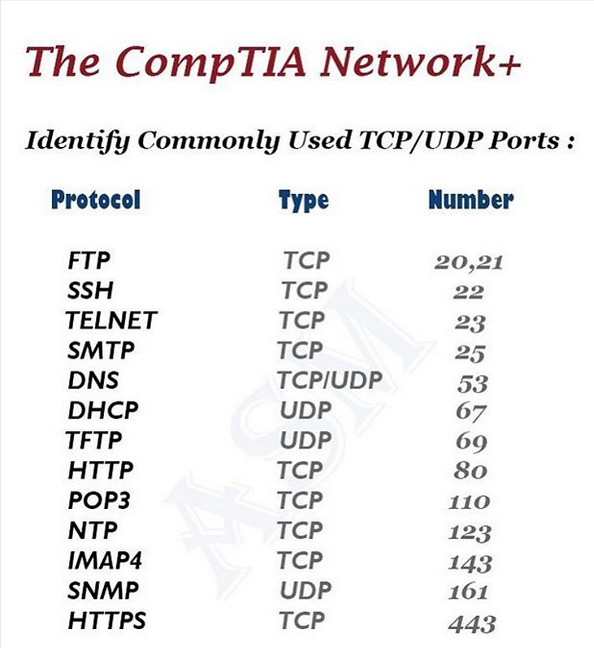 The CompTIA Network+
Identify Commonly Used TCP/UDP Ports :
Protocol Type Number
FTP TCP 20,21
SSH TCP 22
TELNET TCP 23
SMTP TCP 25
DNS TCP/UDP 53
DHCP UDP 67
TFTP UDP 69
HTTP TCP 80
POP3 TCP 110
NTP TCP 123
IMAP4 TCP 143
SNMP UDP 161
HTTPS TCP 443
ASM